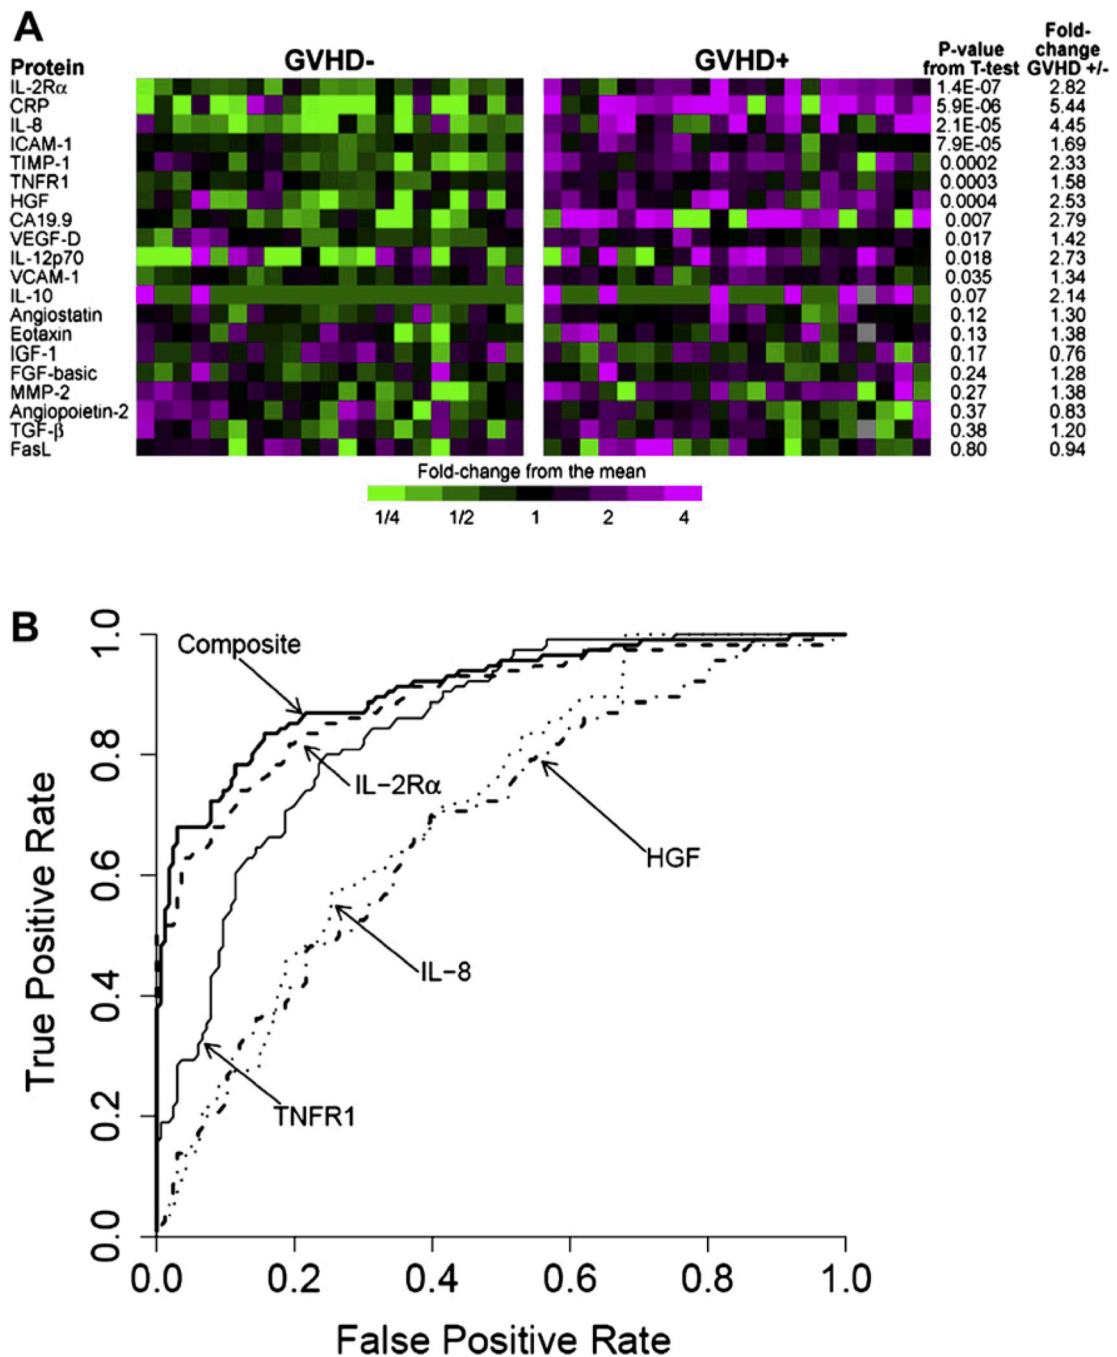 A
GVHD-
GVHD+
Protein
P-value from T-test
Fold-change GVHD +/-
IL-2Rα 1.4E-07 2.82
CRP 5.9E-06 5.44
IL-8 2.1E-05 4.45
ICAM-1 7.9E-05 1.69
TIMP-1 0.0002 2.33
TNFR1 0.0003 1.58
HGF 0.0004 2.53
CA19.9 0.007 2.79
VEGF-D 0.017 1.42
IL-12p70 0.018 2.73
VCAM-1 0.035 1.34
IL-10 0.07 2.14
Angiostatin 0.12 1.30
Eotaxin 0.13 1.38
IGF-1 0.17 0.76
FGF-basic 0.24 1.28
MMP-2 0.27 1.38
Angiopoietin-2 0.37 0.83
TGF-β 0.38 1.20
FasL 0.80 0.94
Fold-change from the mean
1/4 1/2 1 2 4
B
True Positive Rate
1.0
0.8
0.6
0.4
0.2
0.0
Composite
IL-2Rα
HGF
IL-8
TNFR1
0.0 0.2 0.4 0.6 0.8 1.0
False Positive Rate